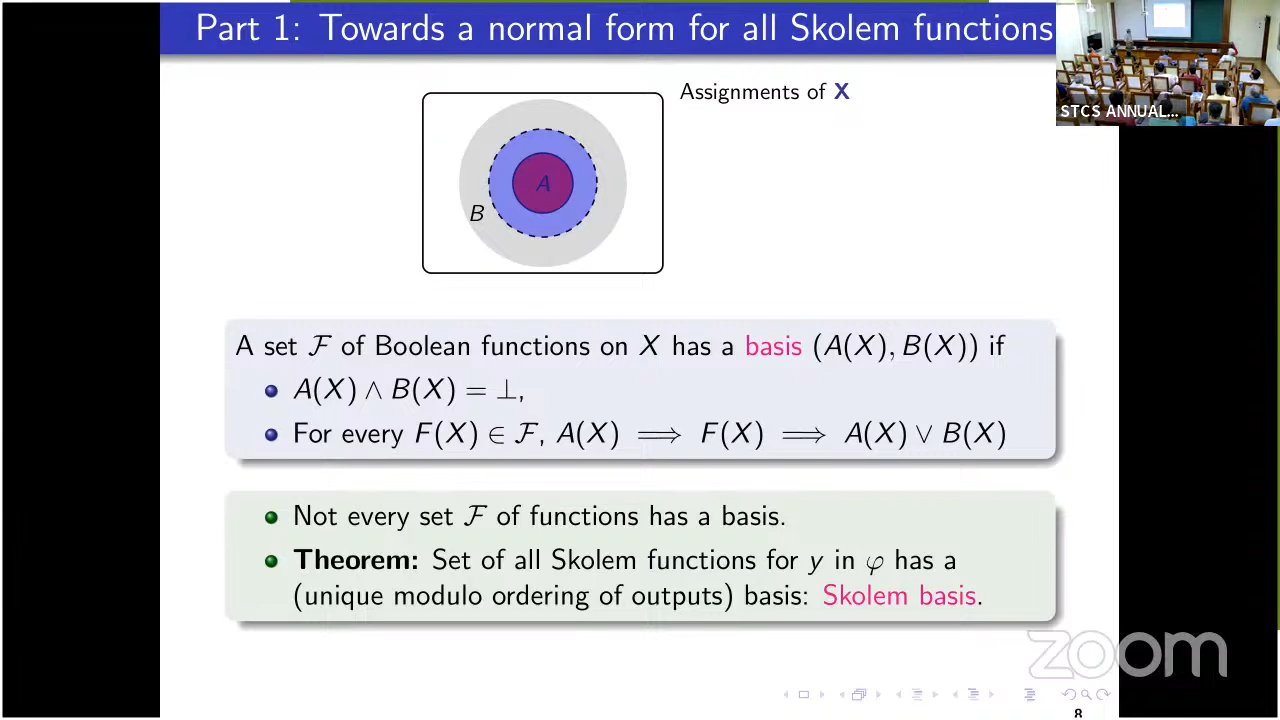 Part 1: Towards a normal form for all Skolem functions
STCS ANNUAL...
Assignments of X
A
B
A set ℱ of Boolean functions on X has a basis (A(X), B(X)) if
A(X) ∧ B(X) = ⊥,
For every F(X) ∈ ℱ, A(X) ⟹ F(X) ⟹ A(X) ∨ B(X)
Not every set ℱ of functions has a basis.
Theorem: Set of all Skolem functions for y in φ has a
(unique modulo ordering of outputs) basis: Skolem basis.
zoom
8